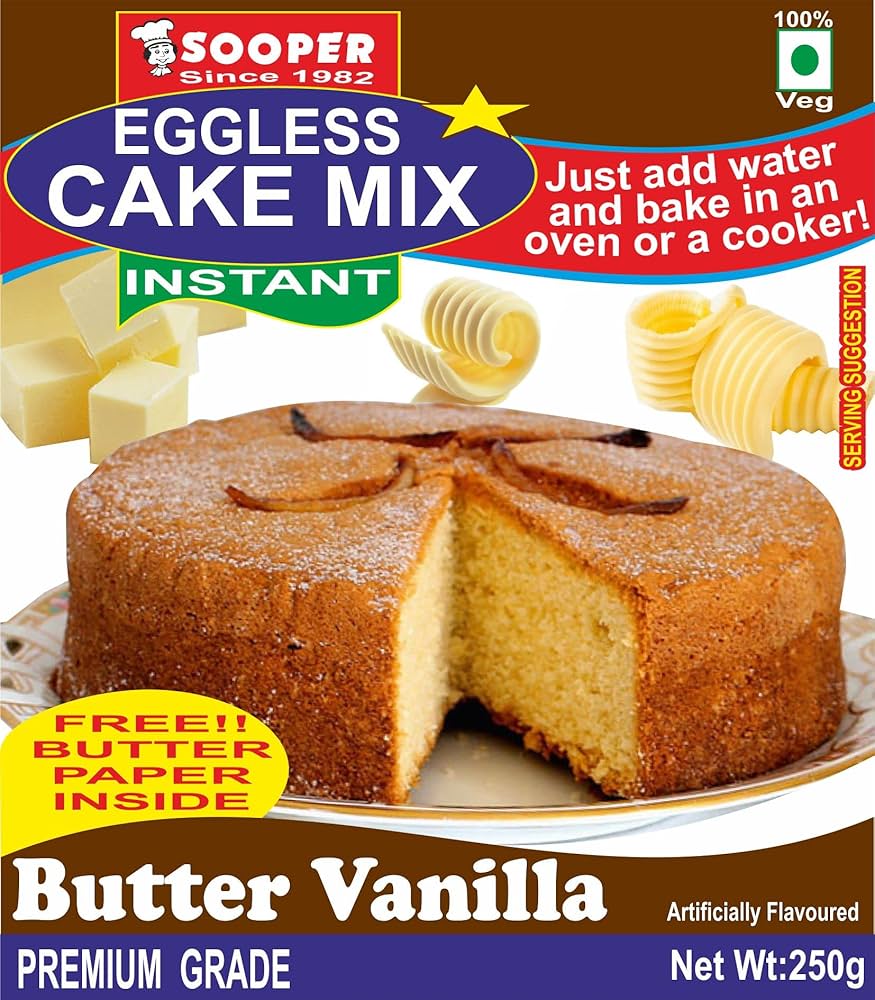 SOOPER
Since 1982
100%
Veg
EGGLESS
CAKE MIX
INSTANT
Just add water
and bake in an
oven or a cooker!
SERVING SUGGESTION
FREE!!
BUTTER
PAPER
INSIDE
Butter Vanilla
Artificially Flavoured
PREMIUM GRADE
Net Wt:250g